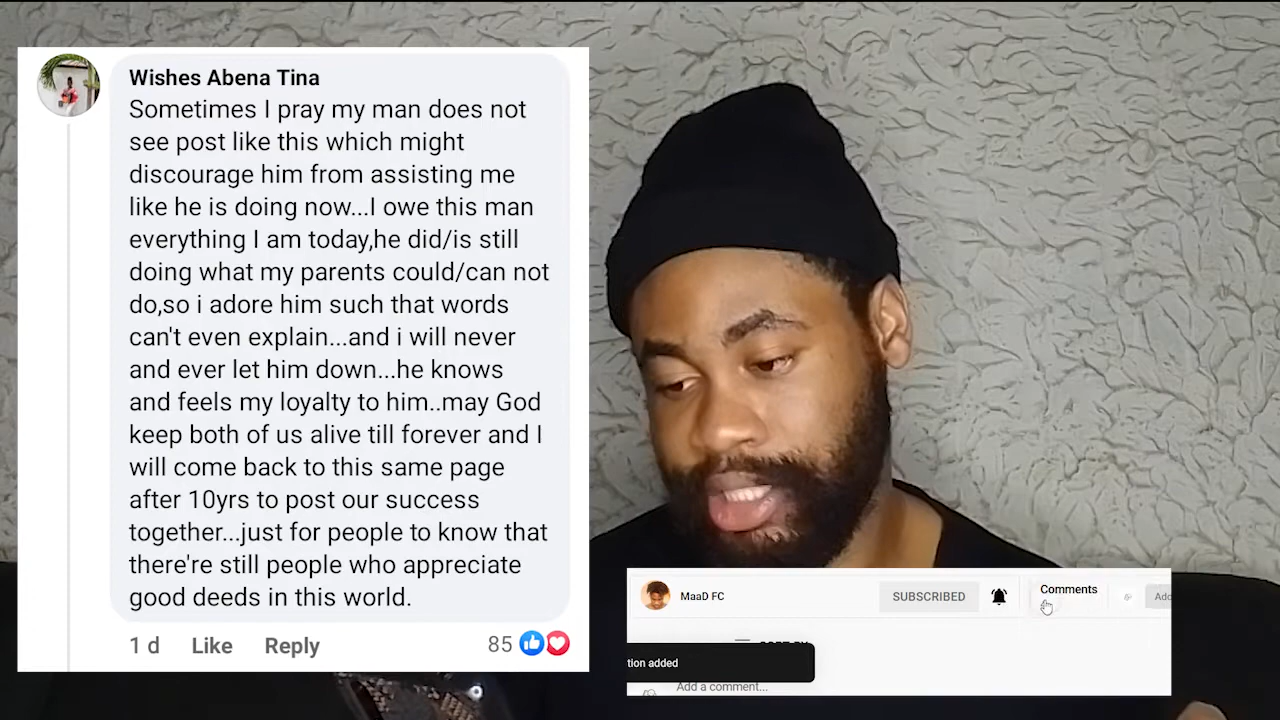 Wishes Abena Tina
Sometimes I pray my man does not
see post like this which might
discourage him from assisting me
like he is doing now...I owe this man
everything I am today,he did/is still
doing what my parents could/can not
do,so i adore him such that words
can't even explain...and i will never
and ever let him down...he knows
and feels my loyalty to him..may God
keep both of us alive till forever and I
will come back to this same page
after 10yrs to post our success
together...just for people to know that
there're still people who appreciate
good deeds in this world.
1 d Like Reply 85
MaaD FC SUBSCRIBED Comments
tion added
Add a comment...